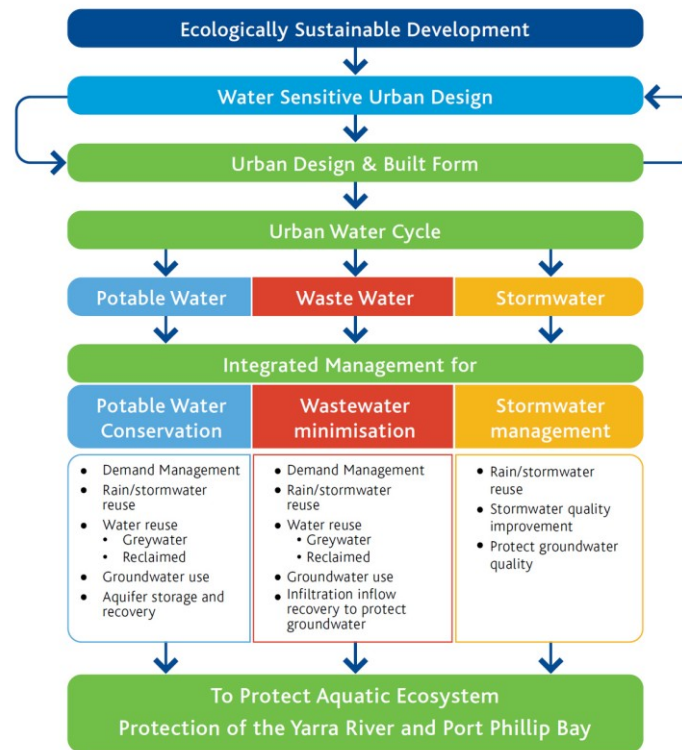 Ecologically Sustainable Development
Water Sensitive Urban Design
Urban Design & Built Form
Urban Water Cycle
Potable Water
Waste Water
Stormwater
Integrated Management for
Potable Water
Conservation
Wastewater
minimisation
Stormwater
management
● Demand Management
● Rain/stormwater
reuse
● Water reuse
• Greywater
• Reclaimed
● Groundwater use
● Aquifer storage and
recovery
● Demand Management
● Rain/stormwater
reuse
● Water reuse
• Greywater
• Reclaimed
● Groundwater use
● Infiltration inflow
recovery to protect
groundwater
● Rain/stormwater
reuse
● Stormwater quality
improvement
● Protect groundwater
quality
To Protect Aquatic Ecosystem
Protection of the Yarra River and Port Phillip Bay